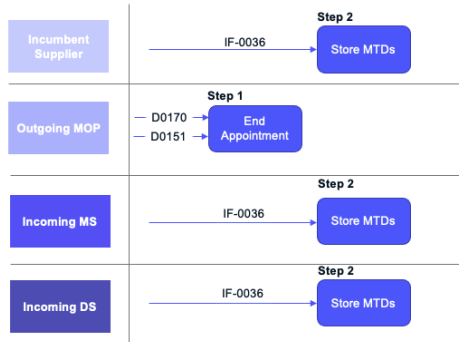 Step 2
Incumbent
Supplier
IF-0036
Store MTDs
Step 1
Outgoing MOP
D0170
D0151
End
Appointment
Step 2
Incoming MS
IF-0036
Store MTDs
Step 2
Incoming DS
IF-0036
Store MTDs